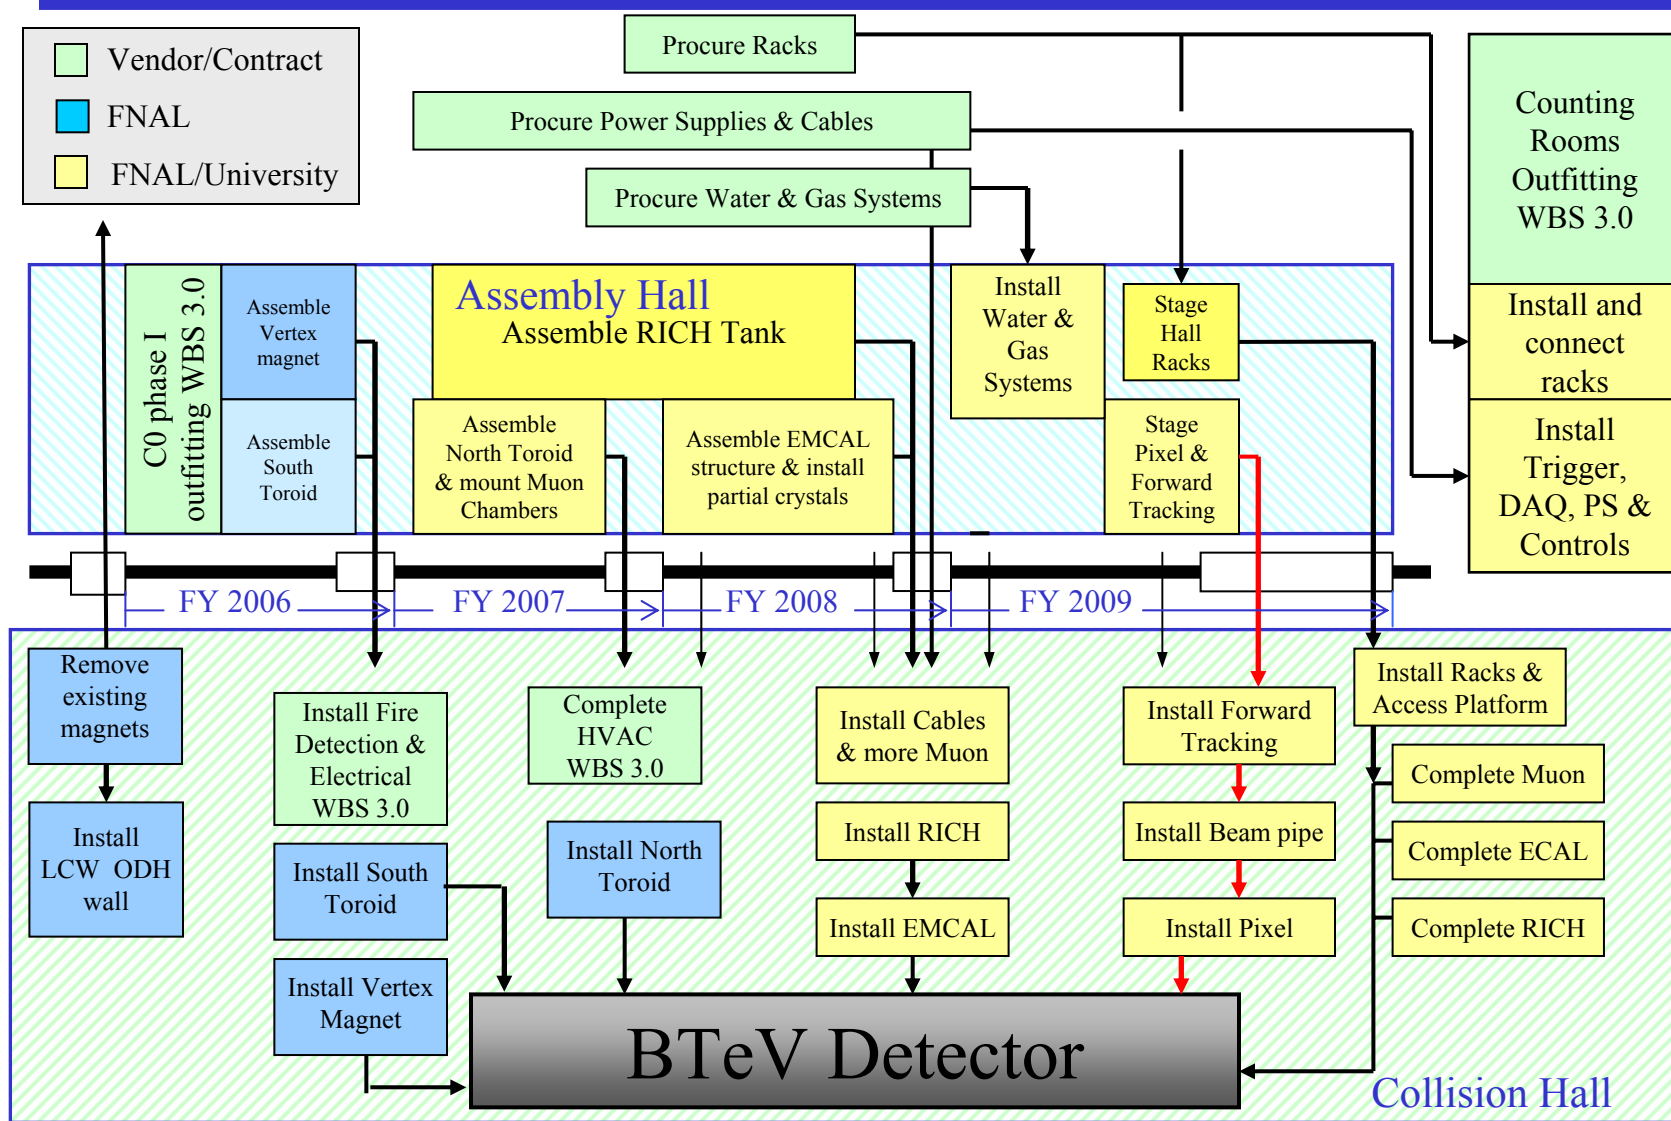 Vendor/Contract
FNAL
FNAL/University
Procure Racks
Procure Power Supplies & Cables
Procure Water & Gas Systems
Counting
Rooms
Outfitting
WBS 3.0
Install and
connect
racks
Install
Trigger,
DAQ, PS &
Controls
C0 phase I
outfitting WBS 3.0
Assemble
Vertex
magnet
Assemble
South
Toroid
Assembly Hall
Assemble RICH Tank
Assemble
North Toroid
& mount Muon
Chambers
Assemble EMCAL
structure & install
partial crystals
Install
Water &
Gas
Systems
Stage
Hall
Racks
Stage
Pixel &
Forward
Tracking
FY 2006
FY 2007
FY 2008
FY 2009
Remove
existing
magnets
Install
LCW ODH
wall
Install Fire
Detection &
Electrical
WBS 3.0
Install South
Toroid
Install Vertex
Magnet
Complete
HVAC
WBS 3.0
Install North
Toroid
Install Cables
& more Muon
Install RICH
Install EMCAL
Install Forward
Tracking
Install Beam pipe
Install Pixel
Install Racks &
Access Platform
Complete Muon
Complete ECAL
Complete RICH
BTeV Detector
Collision Hall